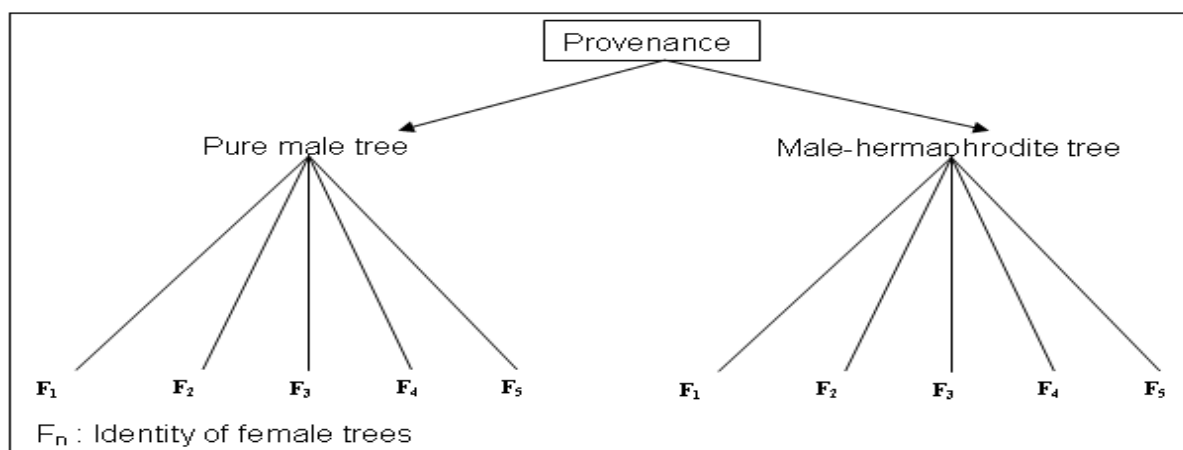 Provenance
Pure male tree Male-hermaphrodite tree
F₁ F₂ F₃ F₄ F₅ F₁ F₂ F₃ F₄ F₅
Fₙ : Identity of female trees